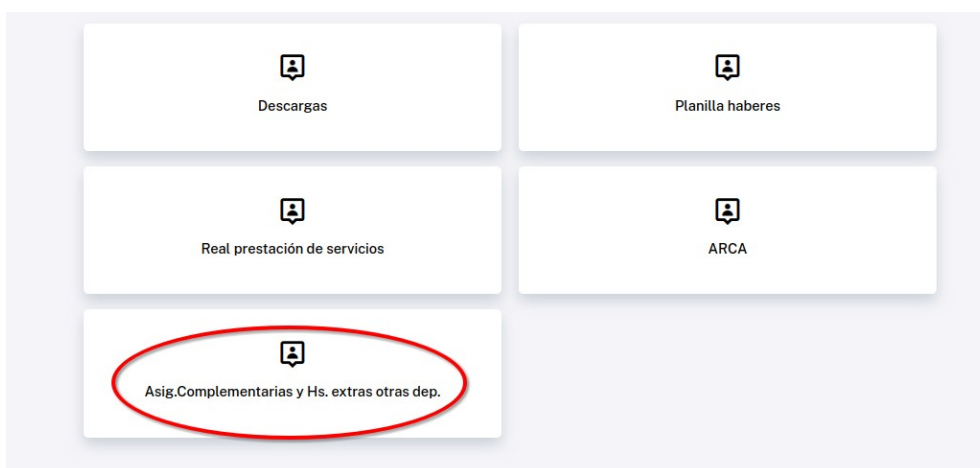 Descargas
Planilla haberes
Real prestación de servicios
ARCA
Asig.Complementarias y Hs. extras otras dep.